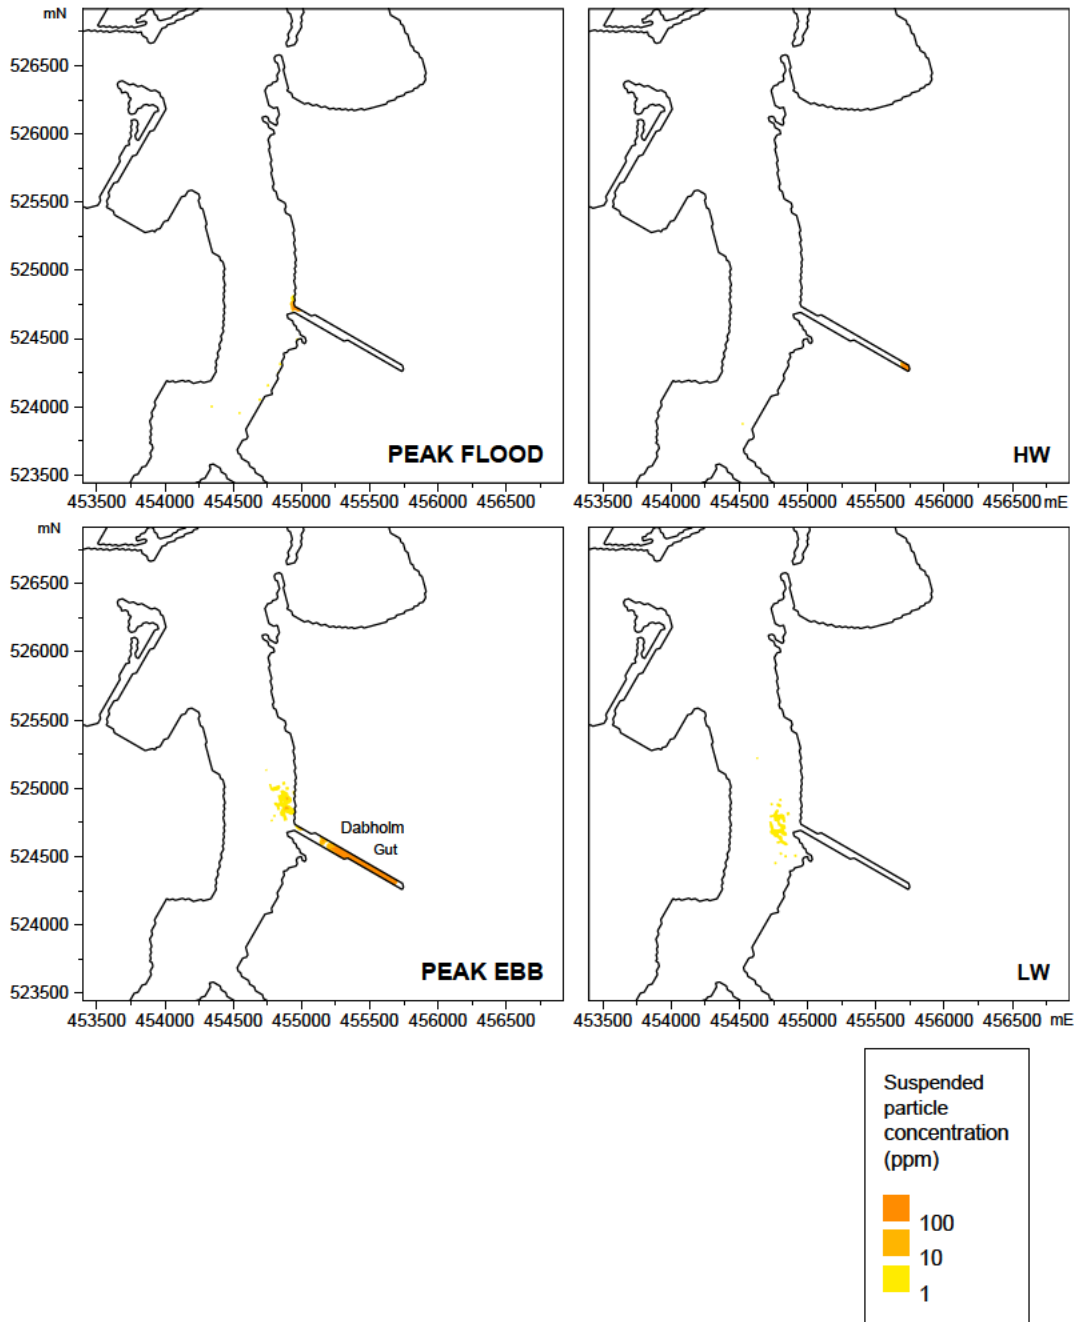 mN
526500
526000
525500
525000
524500
524000
523500
PEAK FLOOD
HW
453500 454000 454500 455000 455500 456000 456500
453500 454000 454500 455000 455500 456000 456500 mE
mN
526500
526000
525500
525000
524500
524000
523500
Dabholm
Gut
PEAK EBB
LW
453500 454000 454500 455000 455500 456000 456500
453500 454000 454500 455000 455500 456000 456500 mE
Suspended
particle
concentration
(ppm)
100
10
1